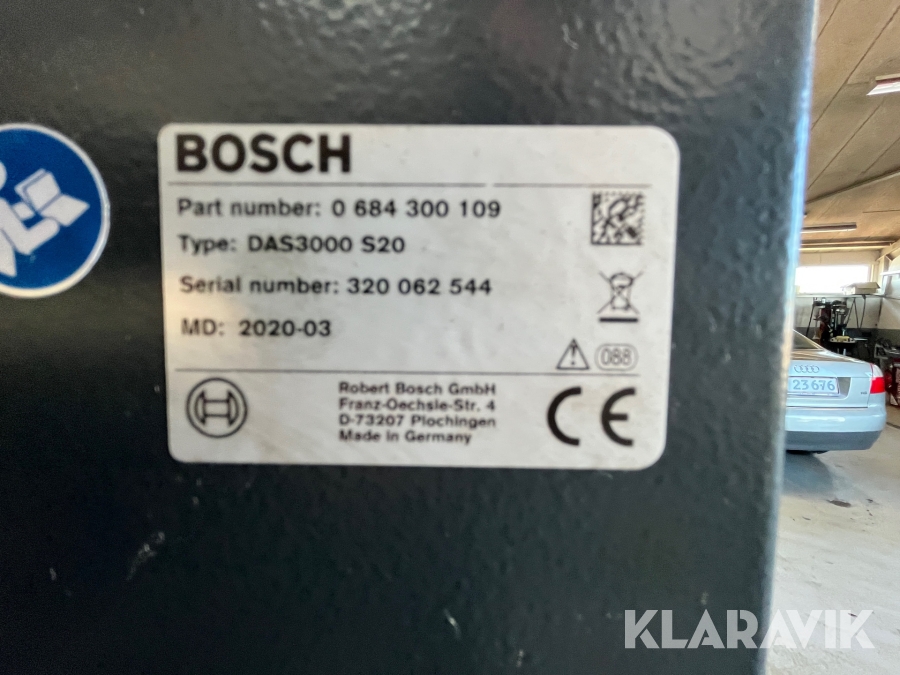 BOSCH
Part number: 0 684 300 109
Type: DAS3000 S20
Serial number: 320 062 544
MD: 2020-03
088
Robert Bosch GmbH
Franz-Oechsle-Str. 4
D-73207 Plochingen
Made in Germany
CE
23676
KLARAVIK